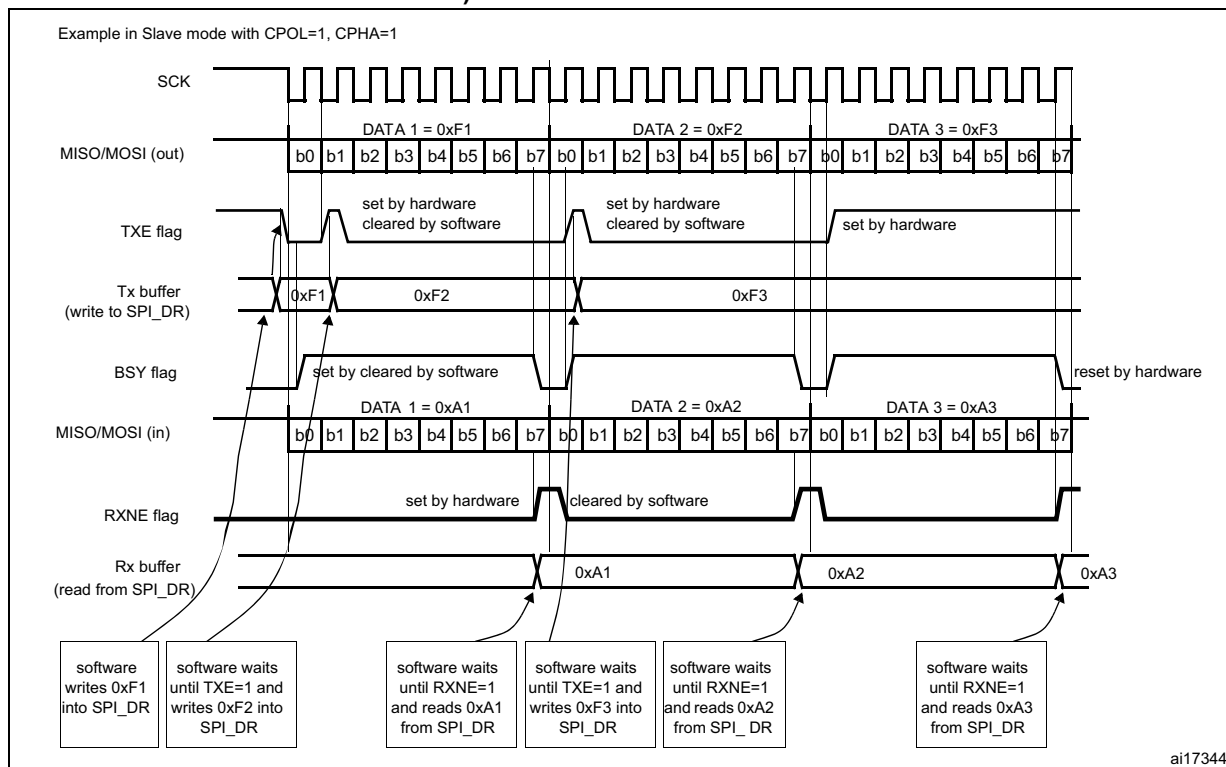 Example in Slave mode with CPOL=1, CPHA=1
SCK
DATA 1 = 0xF1 DATA 2 = 0xF2 DATA 3 = 0xF3
MISO/MOSI (out)
b0 b1 b2 b3 b4 b5 b6 b7 b0 b1 b2 b3 b4 b5 b6 b7 b0 b1 b2 b3 b4 b5 b6 b7
TXE flag
set by hardware
cleared by software
set by hardware
cleared by software
set by hardware
Tx buffer
(write to SPI_DR)
0xF1 0xF2 0xF3
BSY flag
set by cleared by software
reset by hardware
DATA 1 = 0xA1 DATA 2 = 0xA2 DATA 3 = 0xA3
MISO/MOSI (in)
b0 b1 b2 b3 b4 b5 b6 b7 b0 b1 b2 b3 b4 b5 b6 b7 b0 b1 b2 b3 b4 b5 b6 b7
RXNE flag
set by hardware
cleared by software
Rx buffer
(read from SPI_DR)
0xA1 0xA2 0xA3
software
writes 0xF1
into SPI_DR
software waits
until TXE=1 and
writes 0xF2 into
SPI_DR
software waits
until RXNE=1
and reads 0xA1
from SPI_DR
software waits
until TXE=1 and
writes 0xF3 into
SPI_DR
software waits
until RXNE=1
and reads 0xA2
from SPI_ DR
software waits
until RXNE=1
and reads 0xA3
from SPI_DR
ai17344